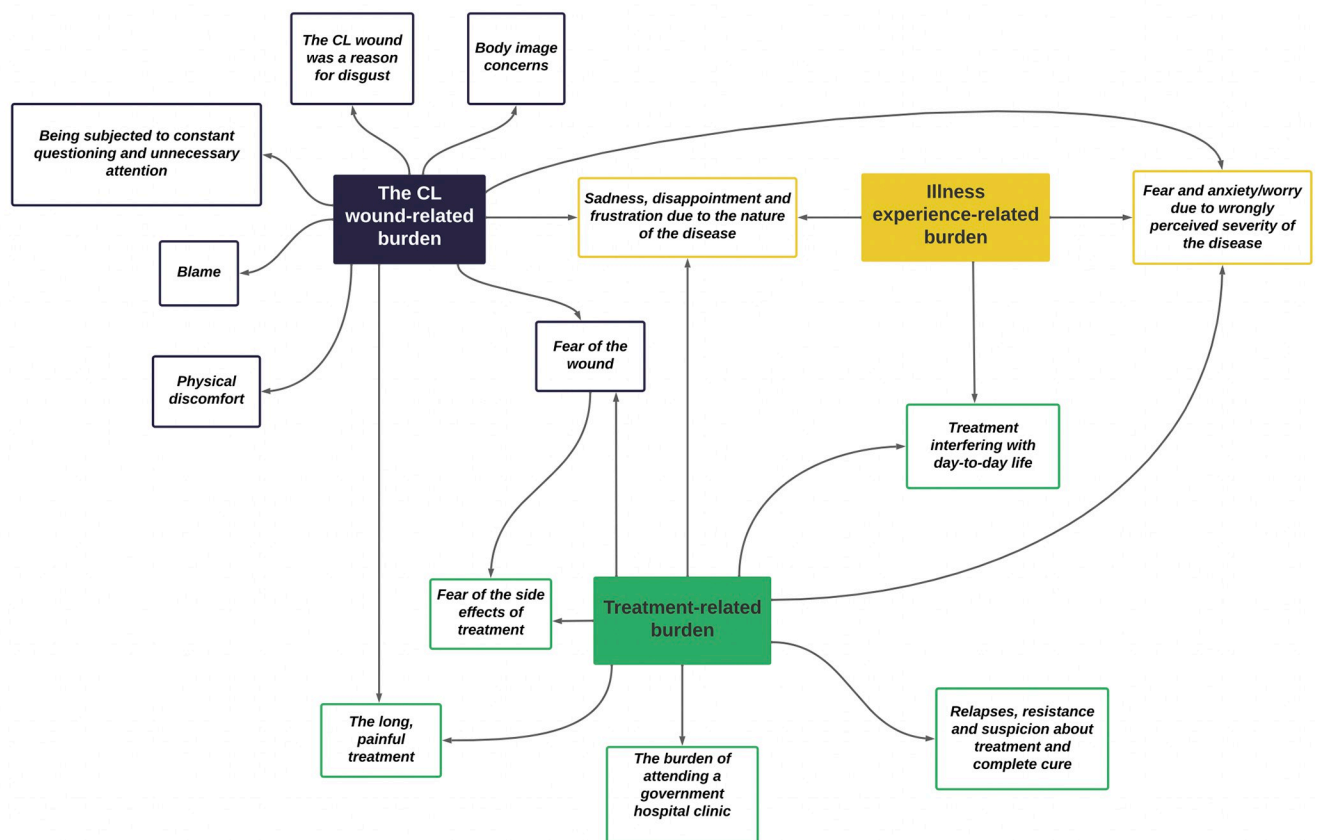 The CL wound
was a reason
for disgust
Body image
concerns
Being subjected to constant
questioning and unnecessary
attention
The CL
wound-related
burden
Sadness, disappointment and
frustration due to the nature
of the disease
Illness
experience-related
burden
Fear and anxiety/worry
due to wrongly
perceived severity of
the disease
Blame
Fear of the
wound
Physical
discomfort
Treatment
interfering with
day-to-day life
Fear of the side
effects of
treatment
Treatment-related
burden
The long,
painful
treatment
The burden of
attending a
government
hospital clinic
Relapses, resistance
and suspicion about
treatment and
complete cure